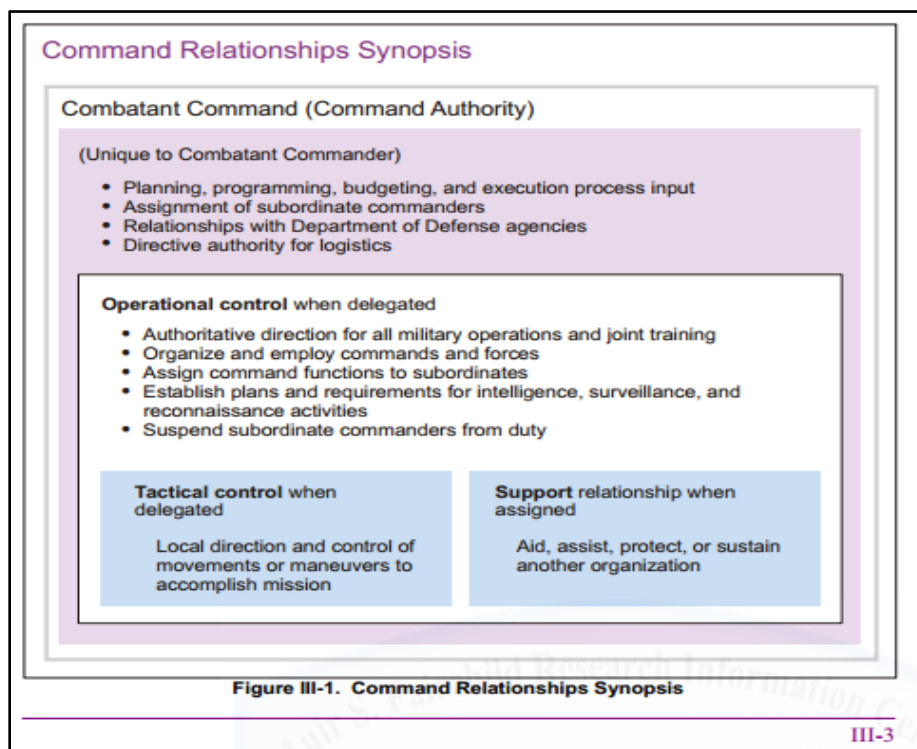 Command Relationships Synopsis
Combatant Command (Command Authority)
(Unique to Combatant Commander)
• Planning, programming, budgeting, and execution process input
• Assignment of subordinate commanders
• Relationships with Department of Defense agencies
• Directive authority for logistics
Operational control when delegated
• Authoritative direction for all military operations and joint training
• Organize and employ commands and forces
• Assign command functions to subordinates
• Establish plans and requirements for intelligence, surveillance, and
reconnaissance activities
• Suspend subordinate commanders from duty
Tactical control when
delegated
Local direction and control of
movements or maneuvers to
accomplish mission
Support relationship when
assigned
Aid, assist, protect, or sustain
another organization
Research Information
Figure III-1. Command Relationships Synopsis
III-3